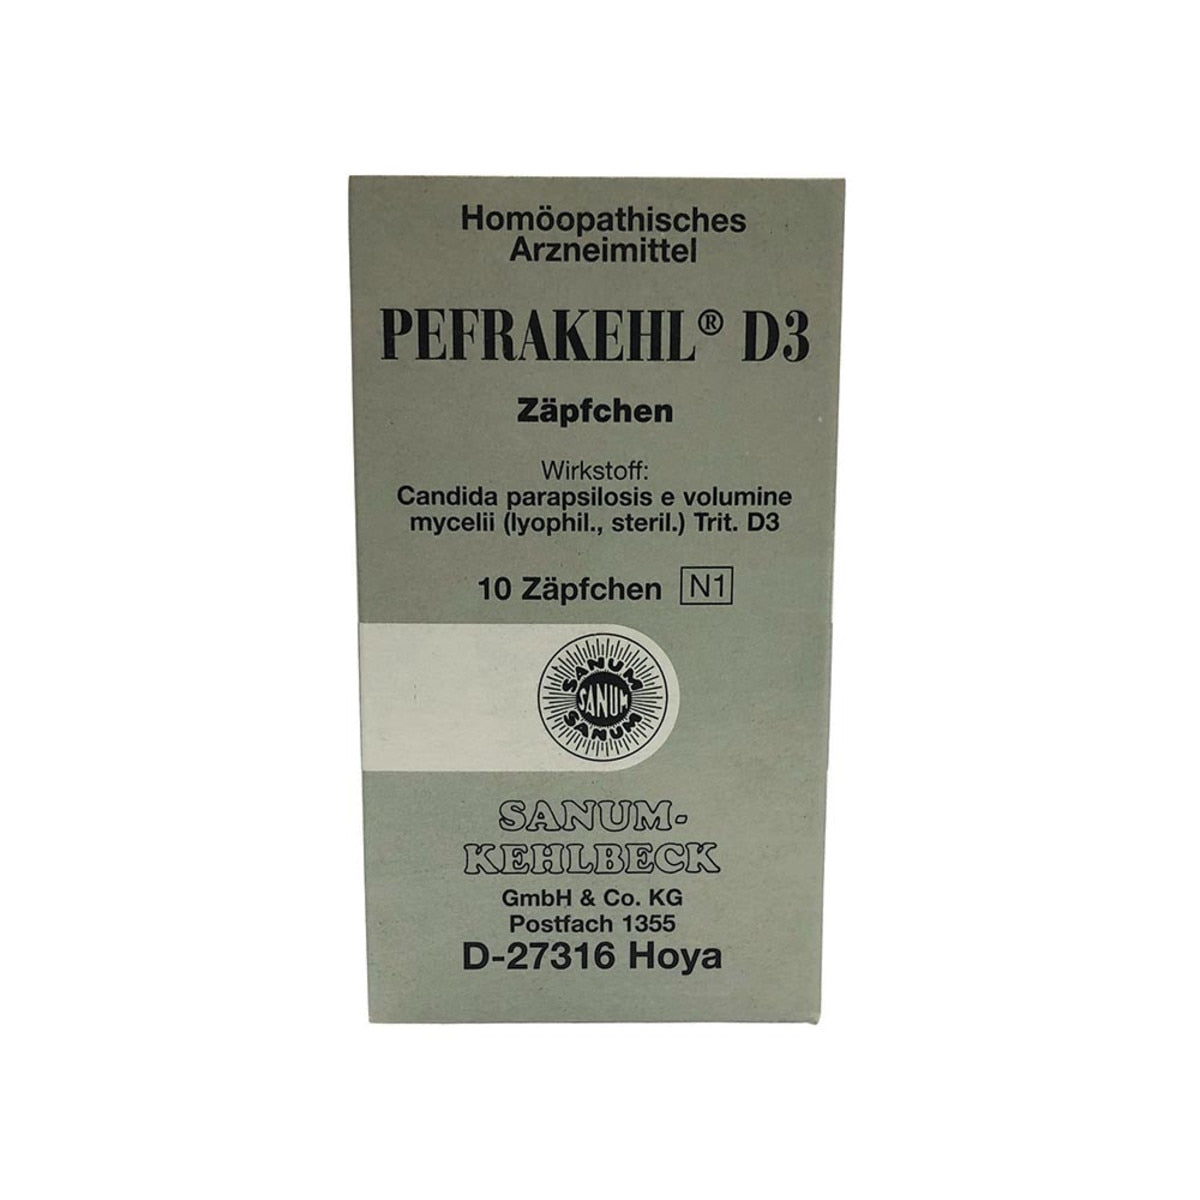 Homöopathisches
Arzneimittel
PEFRAKEHL® D3
Zäpfchen
Wirkstoff:
Candida parapsilosis e volumine
mycelii (lyophil., steril.) Trit. D3
10 Zäpfchen N1
SANUM
SANUM
SANUM
SANUM-
KEHLBECK
GmbH & Co. KG
Postfach 1355
D-27316 Hoya